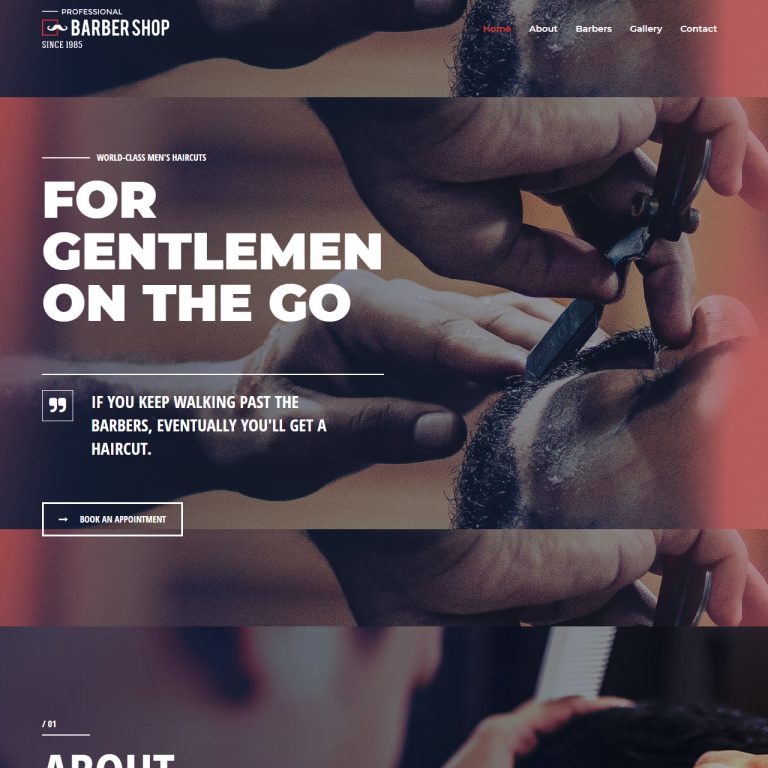 PROFESSIONAL
BARBER SHOP
SINCE 1985
Home About Barbers Gallery Contact
WORLD-CLASS MEN'S HAIRCUTS
FOR
GENTLEMEN
ON THE GO
IF YOU KEEP WALKING PAST THE
BARBERS, EVENTUALLY YOU'LL GET A
HAIRCUT.
BOOK AN APPOINTMENT
/ 01
ABOUT